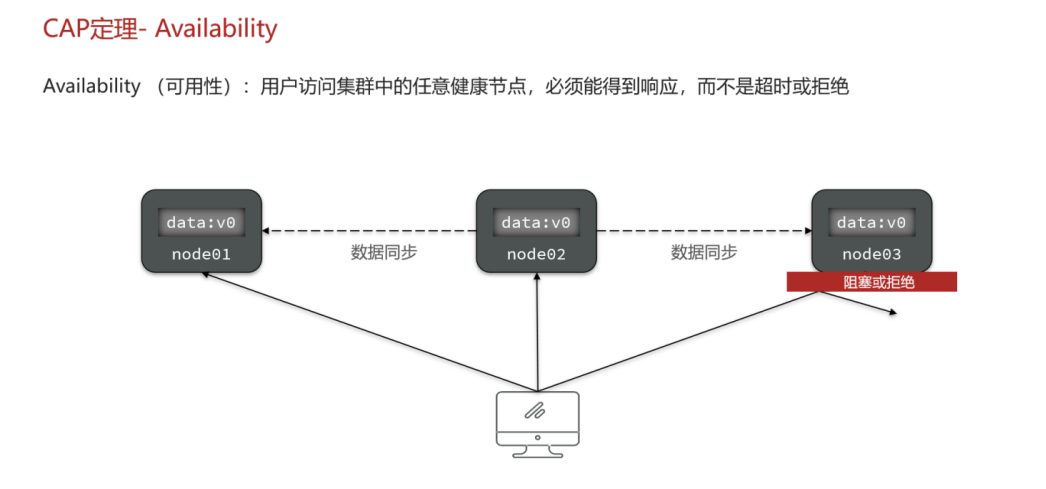 CAP定理- Availability
Availability （可用性）：用户访问集群中的任意健康节点，必须能得到响应，而不是超时或拒绝
data:v0
node01
数据同步
data:v0
node02
数据同步
data:v0
node03
阻塞或拒绝